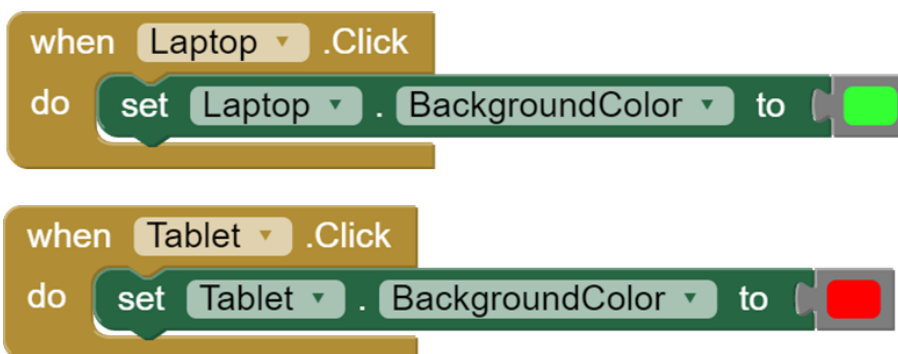 when Laptop .Click
do set Laptop . BackgroundColor to
when Tablet .Click
do set Tablet . BackgroundColor to